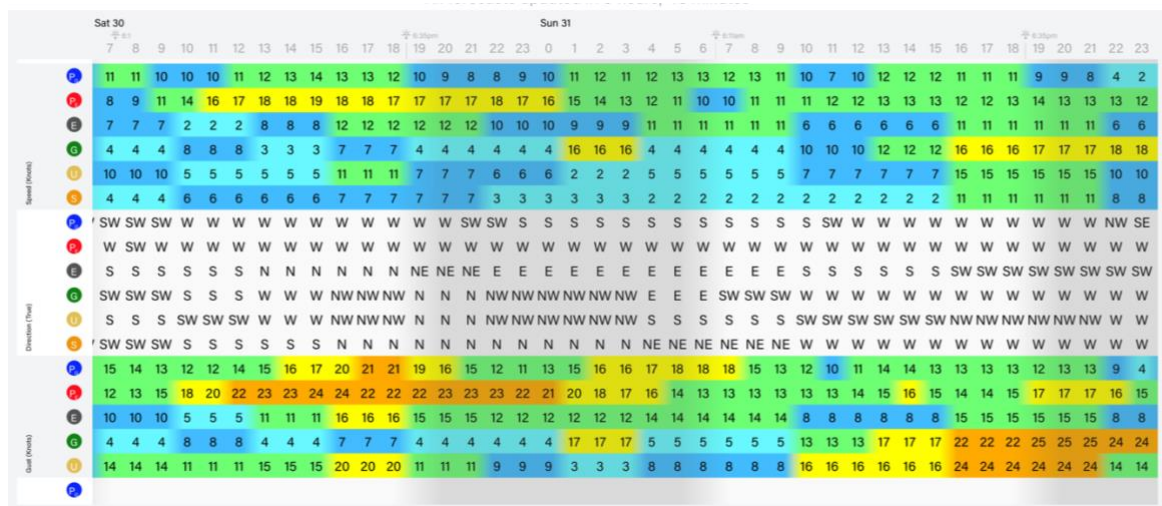 Sat 30 Sun 31
7 8 9 10 11 12 13 14 15 16 17 18 19 20 21 22 23 0 1 2 3 4 5 6 7 8 9 10 11 12 13 14 15 16 17 18 19 20 21 22 23
Speed (Knots)
P 11 11 10 10 10 11 12 13 14 13 13 12 10 9 8 8 9 10 11 12 11 12 13 13 12 13 11 10 7 10 12 12 12 11 11 11 9 9 8 4 2
P 8 9 11 14 16 17 18 18 19 18 18 17 17 17 17 18 17 16 15 14 13 12 11 10 10 11 11 11 12 12 13 13 13 12 12 13 14 13 13 13 12
E 7 7 7 2 2 2 8 8 8 12 12 12 12 12 12 10 10 10 9 9 9 11 11 11 11 11 11 6 6 6 6 6 6 11 11 11 11 11 11 6 6
G 4 4 4 8 8 8 3 3 3 7 7 7 4 4 4 4 4 4 16 16 16 4 4 4 4 4 4 10 10 10 12 12 12 16 16 16 17 17 17 18 18
U 10 10 10 5 5 5 5 5 5 11 11 11 7 7 7 6 6 6 2 2 2 5 5 5 5 5 5 7 7 7 7 7 7 15 15 15 15 15 15 10 10
S 4 4 4 6 6 6 6 6 6 7 7 7 7 7 7 3 3 3 3 3 3 2 2 2 2 2 2 2 2 2 2 2 2 11 11 11 11 11 11 8 8
Direction (True)
P SW SW SW W W W W W W W W W W W SW SW S S S S S S S S S S S S SW W W W W W W W W W W NW SE
P W SW W W W W W W W W W W W W W W W W W W W W W W W W W W W W W W W W W W W W W W W
E S S S S S S N N N N N N NE NE NE E E E E E E E E E E E E S S S S S S SW SW SW SW SW SW SW SW
G SW SW SW S S S W W W NW NW NW N N N NW NW NW NW NW NW E E E SW SW SW W W W W W W W W W W W W W W
U S S S SW SW SW W W W NW NW NW N N N NW NW NW NW NW NW S S S S S S SW SW SW SW SW SW NW NW NW NW NW NW W W
S SW SW SW S S S S S S N N N N N N N N N N N N NE NE NE NE NE NE W W W W W W W W W W W W W W
Gust (Knots)
P 15 14 13 12 12 14 15 16 17 20 21 21 19 16 15 12 11 13 15 16 16 17 18 18 18 15 13 12 10 11 14 14 13 13 13 13 12 13 13 9 4
P 12 13 15 18 20 22 23 23 24 24 22 22 22 23 23 23 22 21 20 18 17 16 14 13 13 13 13 13 13 14 15 16 15 14 14 15 17 17 17 16 15
E 10 10 10 5 5 5 11 11 11 16 16 16 15 15 15 12 12 12 12 12 12 14 14 14 14 14 14 8 8 8 8 8 8 15 15 15 15 15 15 8 8
G 4 4 4 8 8 8 4 4 4 7 7 7 4 4 4 4 4 4 17 17 17 5 5 5 5 5 5 13 13 13 17 17 17 22 22 22 25 25 25 24 24
U 14 14 14 11 11 11 15 15 15 20 20 20 11 11 11 9 9 9 3 3 3 8 8 8 8 8 8 16 16 16 16 16 16 24 24 24 24 24 24 14 14
P